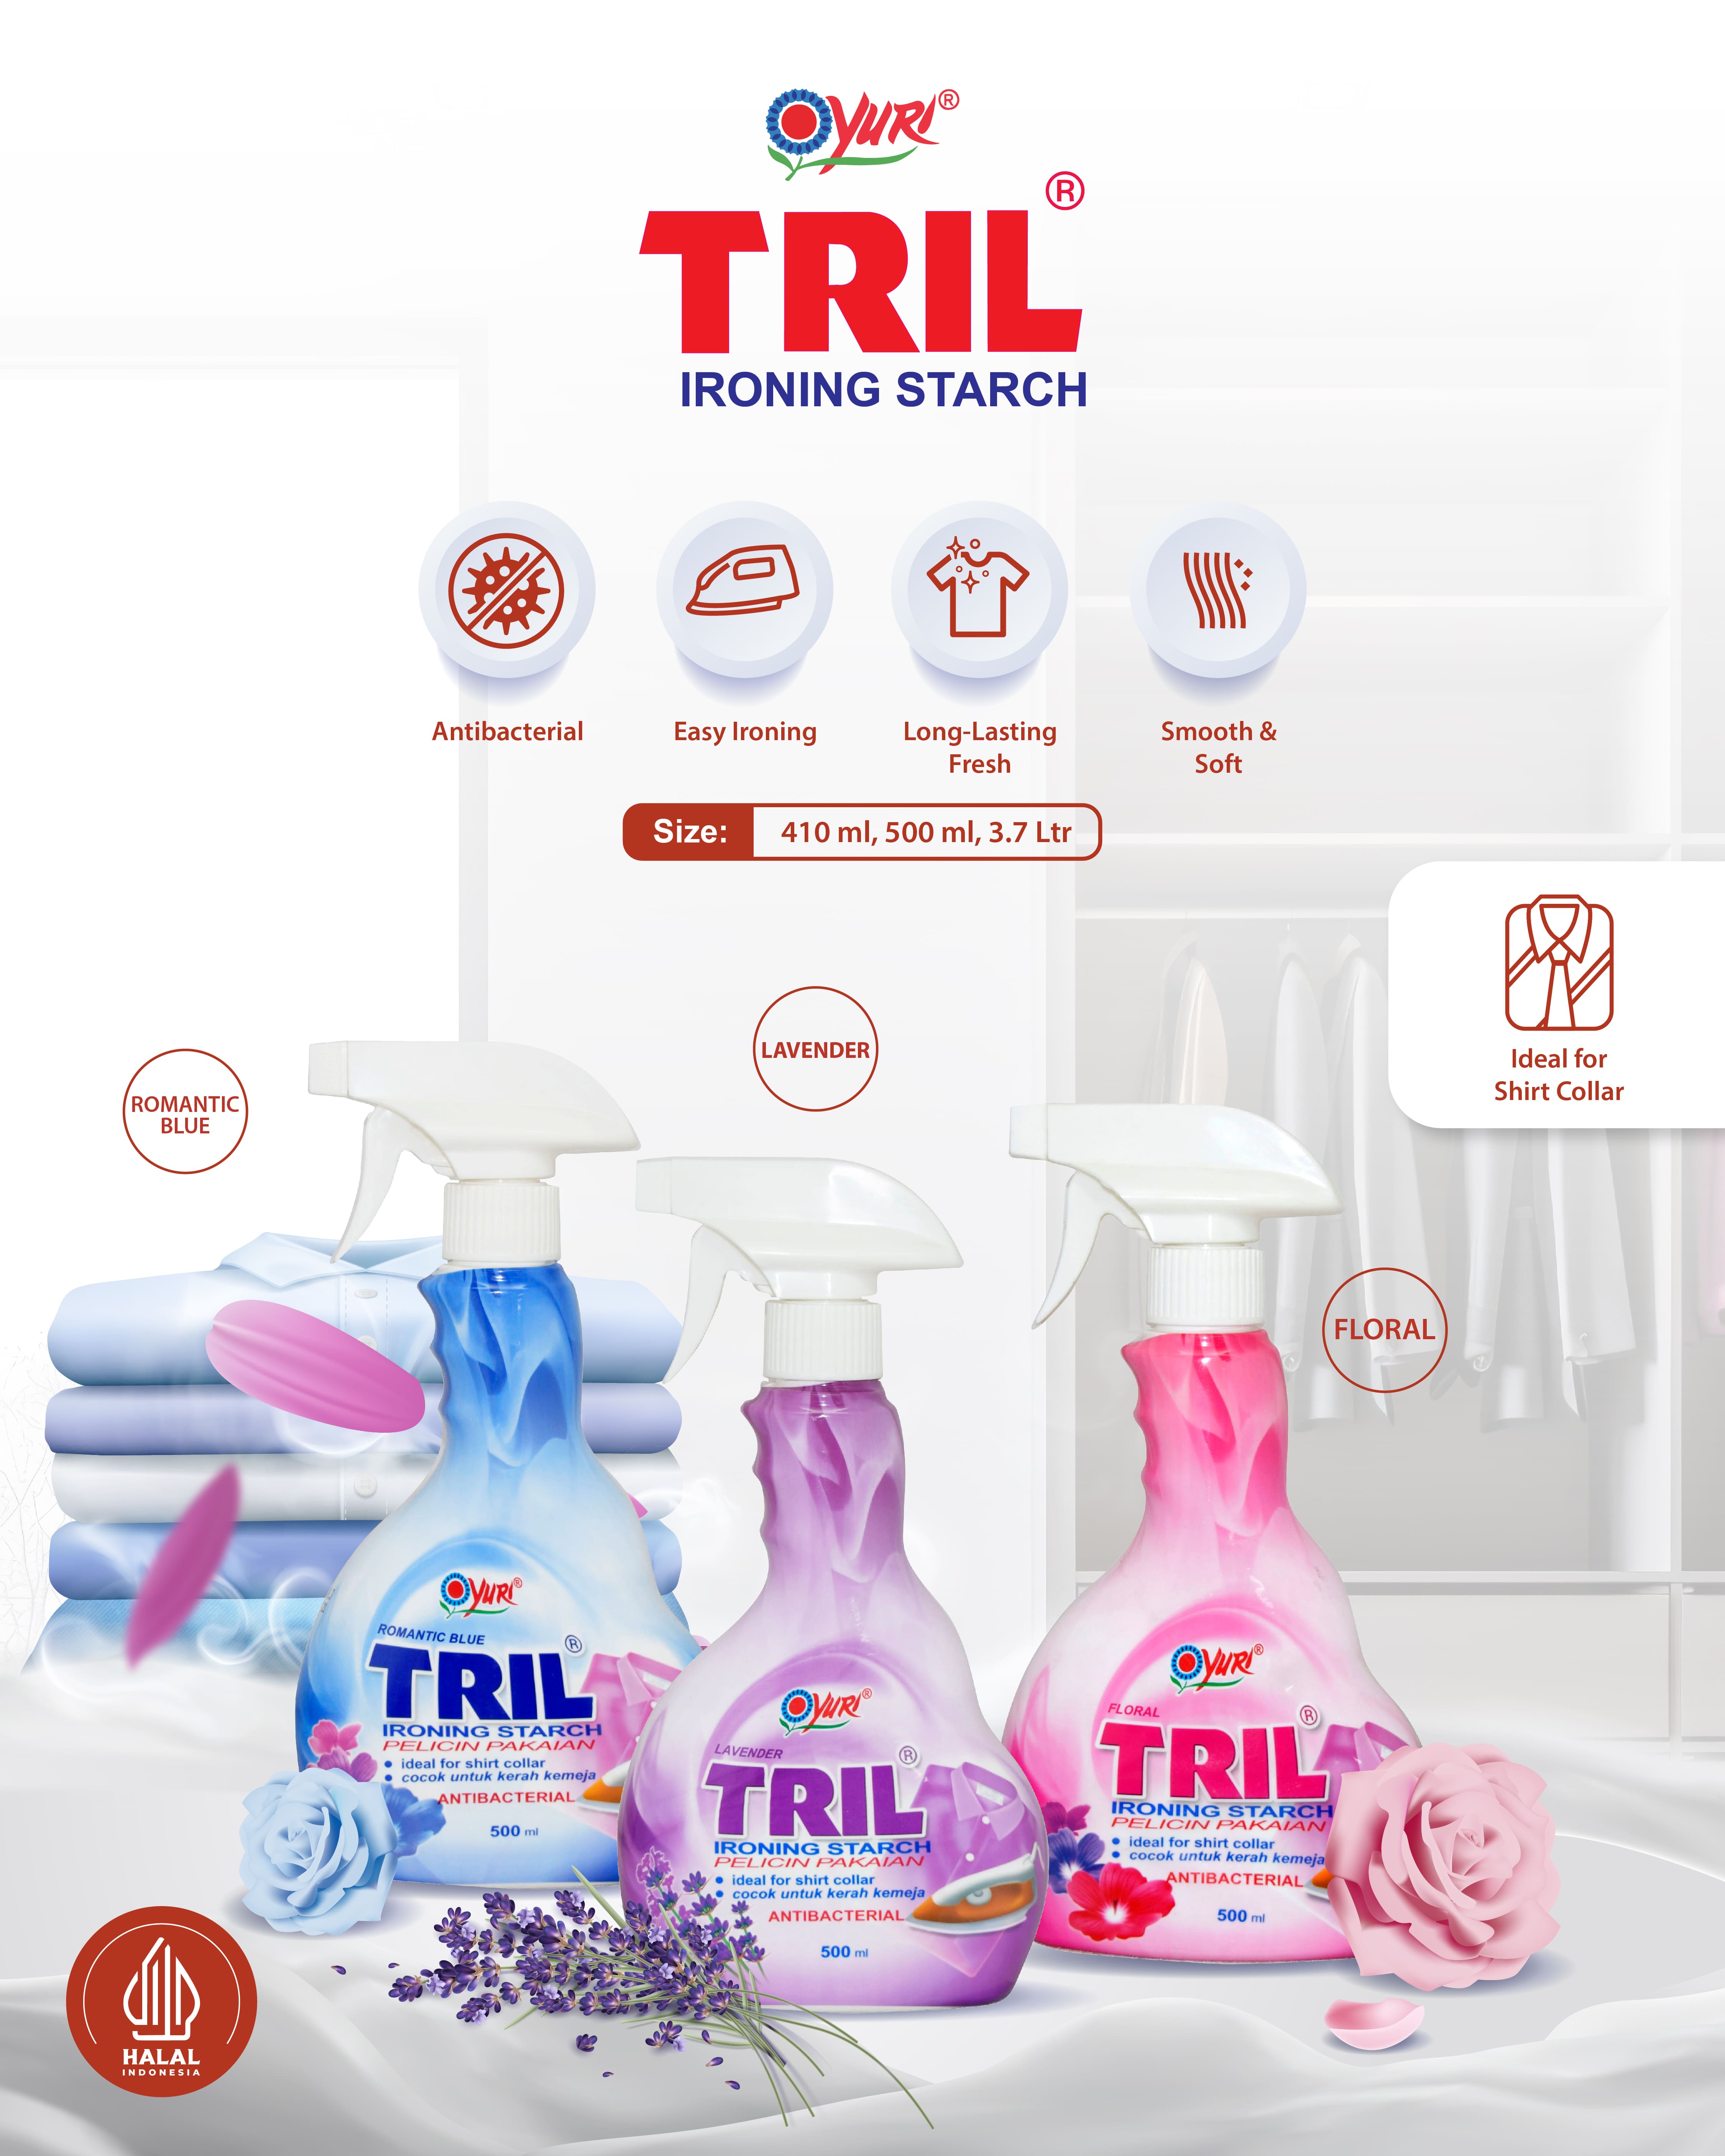 YURI®
TRIL®
IRONING STARCH
Antibacterial
Easy Ironing
Long-Lasting
Fresh
Smooth &
Soft
Size: 410 ml, 500 ml, 3.7 Ltr
Ideal for
Shirt Collar
ROMANTIC
BLUE
LAVENDER
FLORAL
YURI®
ROMANTIC BLUE
TRIL®
IRONING STARCH
PELICIN PAKAIAN
• ideal for shirt collar
• cocok untuk kerah kemeja
ANTIBACTERIAL
500 ml
YURI®
LAVENDER
TRIL®
IRONING STARCH
PELICIN PAKAIAN
• ideal for shirt collar
• cocok untuk kerah kemeja
ANTIBACTERIAL
500 ml
YURI®
FLORAL
TRIL®
IRONING STARCH
PELICIN PAKAIAN
• ideal for shirt collar
• cocok untuk kerah kemeja
ANTIBACTERIAL
500 ml
HALAL
INDONESIA